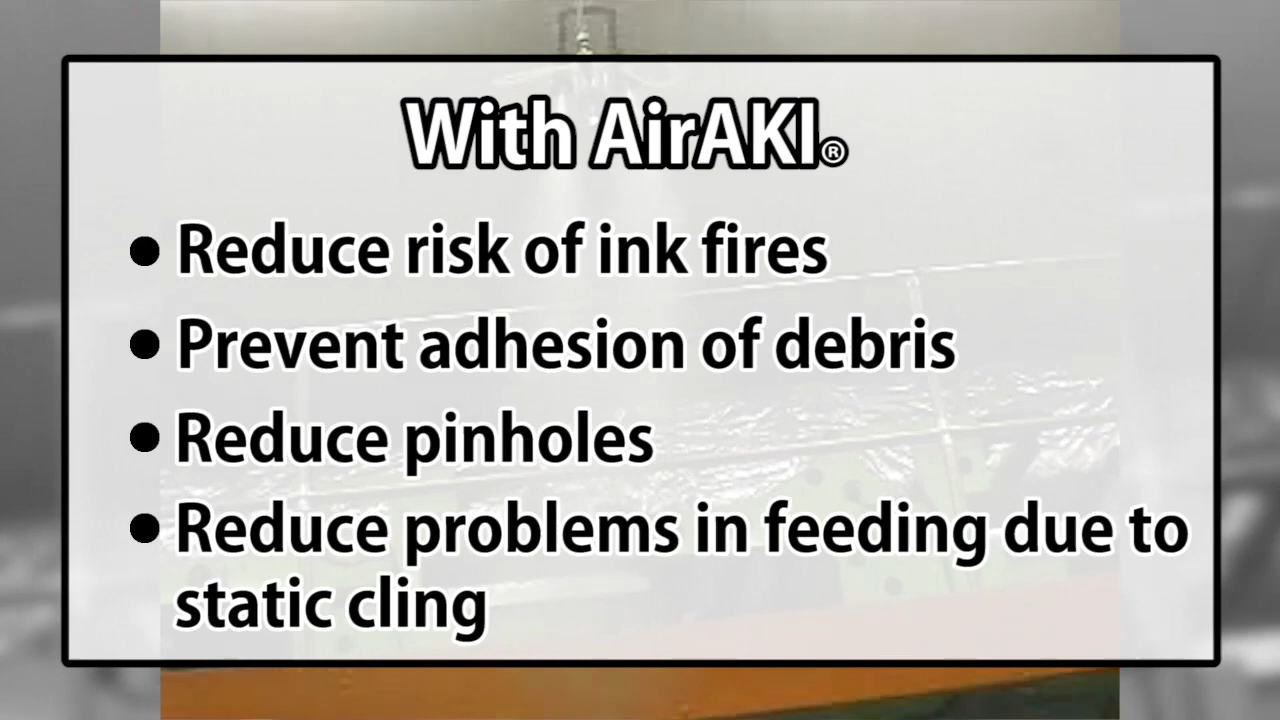 With AirAKI®
● Reduce risk of ink fires
● Prevent adhesion of debris
● Reduce pinholes
● Reduce problems in feeding due to
static cling